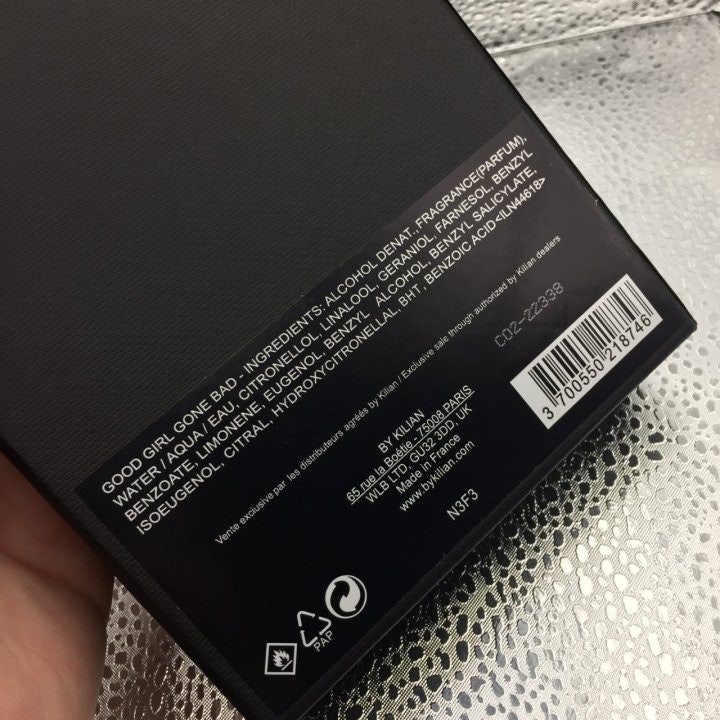 GOOD GIRL GONE BAD - INGREDIENTS: ALCOHOL DENAT., FRAGRANCE(PARFUM),
WATER / AQUA / EAU, CITRONELLOL, LINALOOL, GERANIOL, FARNESOL, BENZYL
BENZOATE, LIMONENE, EUGENOL, BENZYL ALCOHOL, BENZYL SALICYLATE,
ISOEUGENOL, CITRAL, HYDROXYCITRONELLAL, BHT, BENZOIC ACID<ILN44618>
Vente exclusive par les distributeurs agréés by Kilian / Exclusive sale through authorized by Kilian dealers
C02-22338
3 700550 218746
BY KILIAN
65 rue la Boétie - 75008 PARIS
WLB LTD, GU32 3DD, UK
Made in France
www.bykilian.com
N3F3
PAP